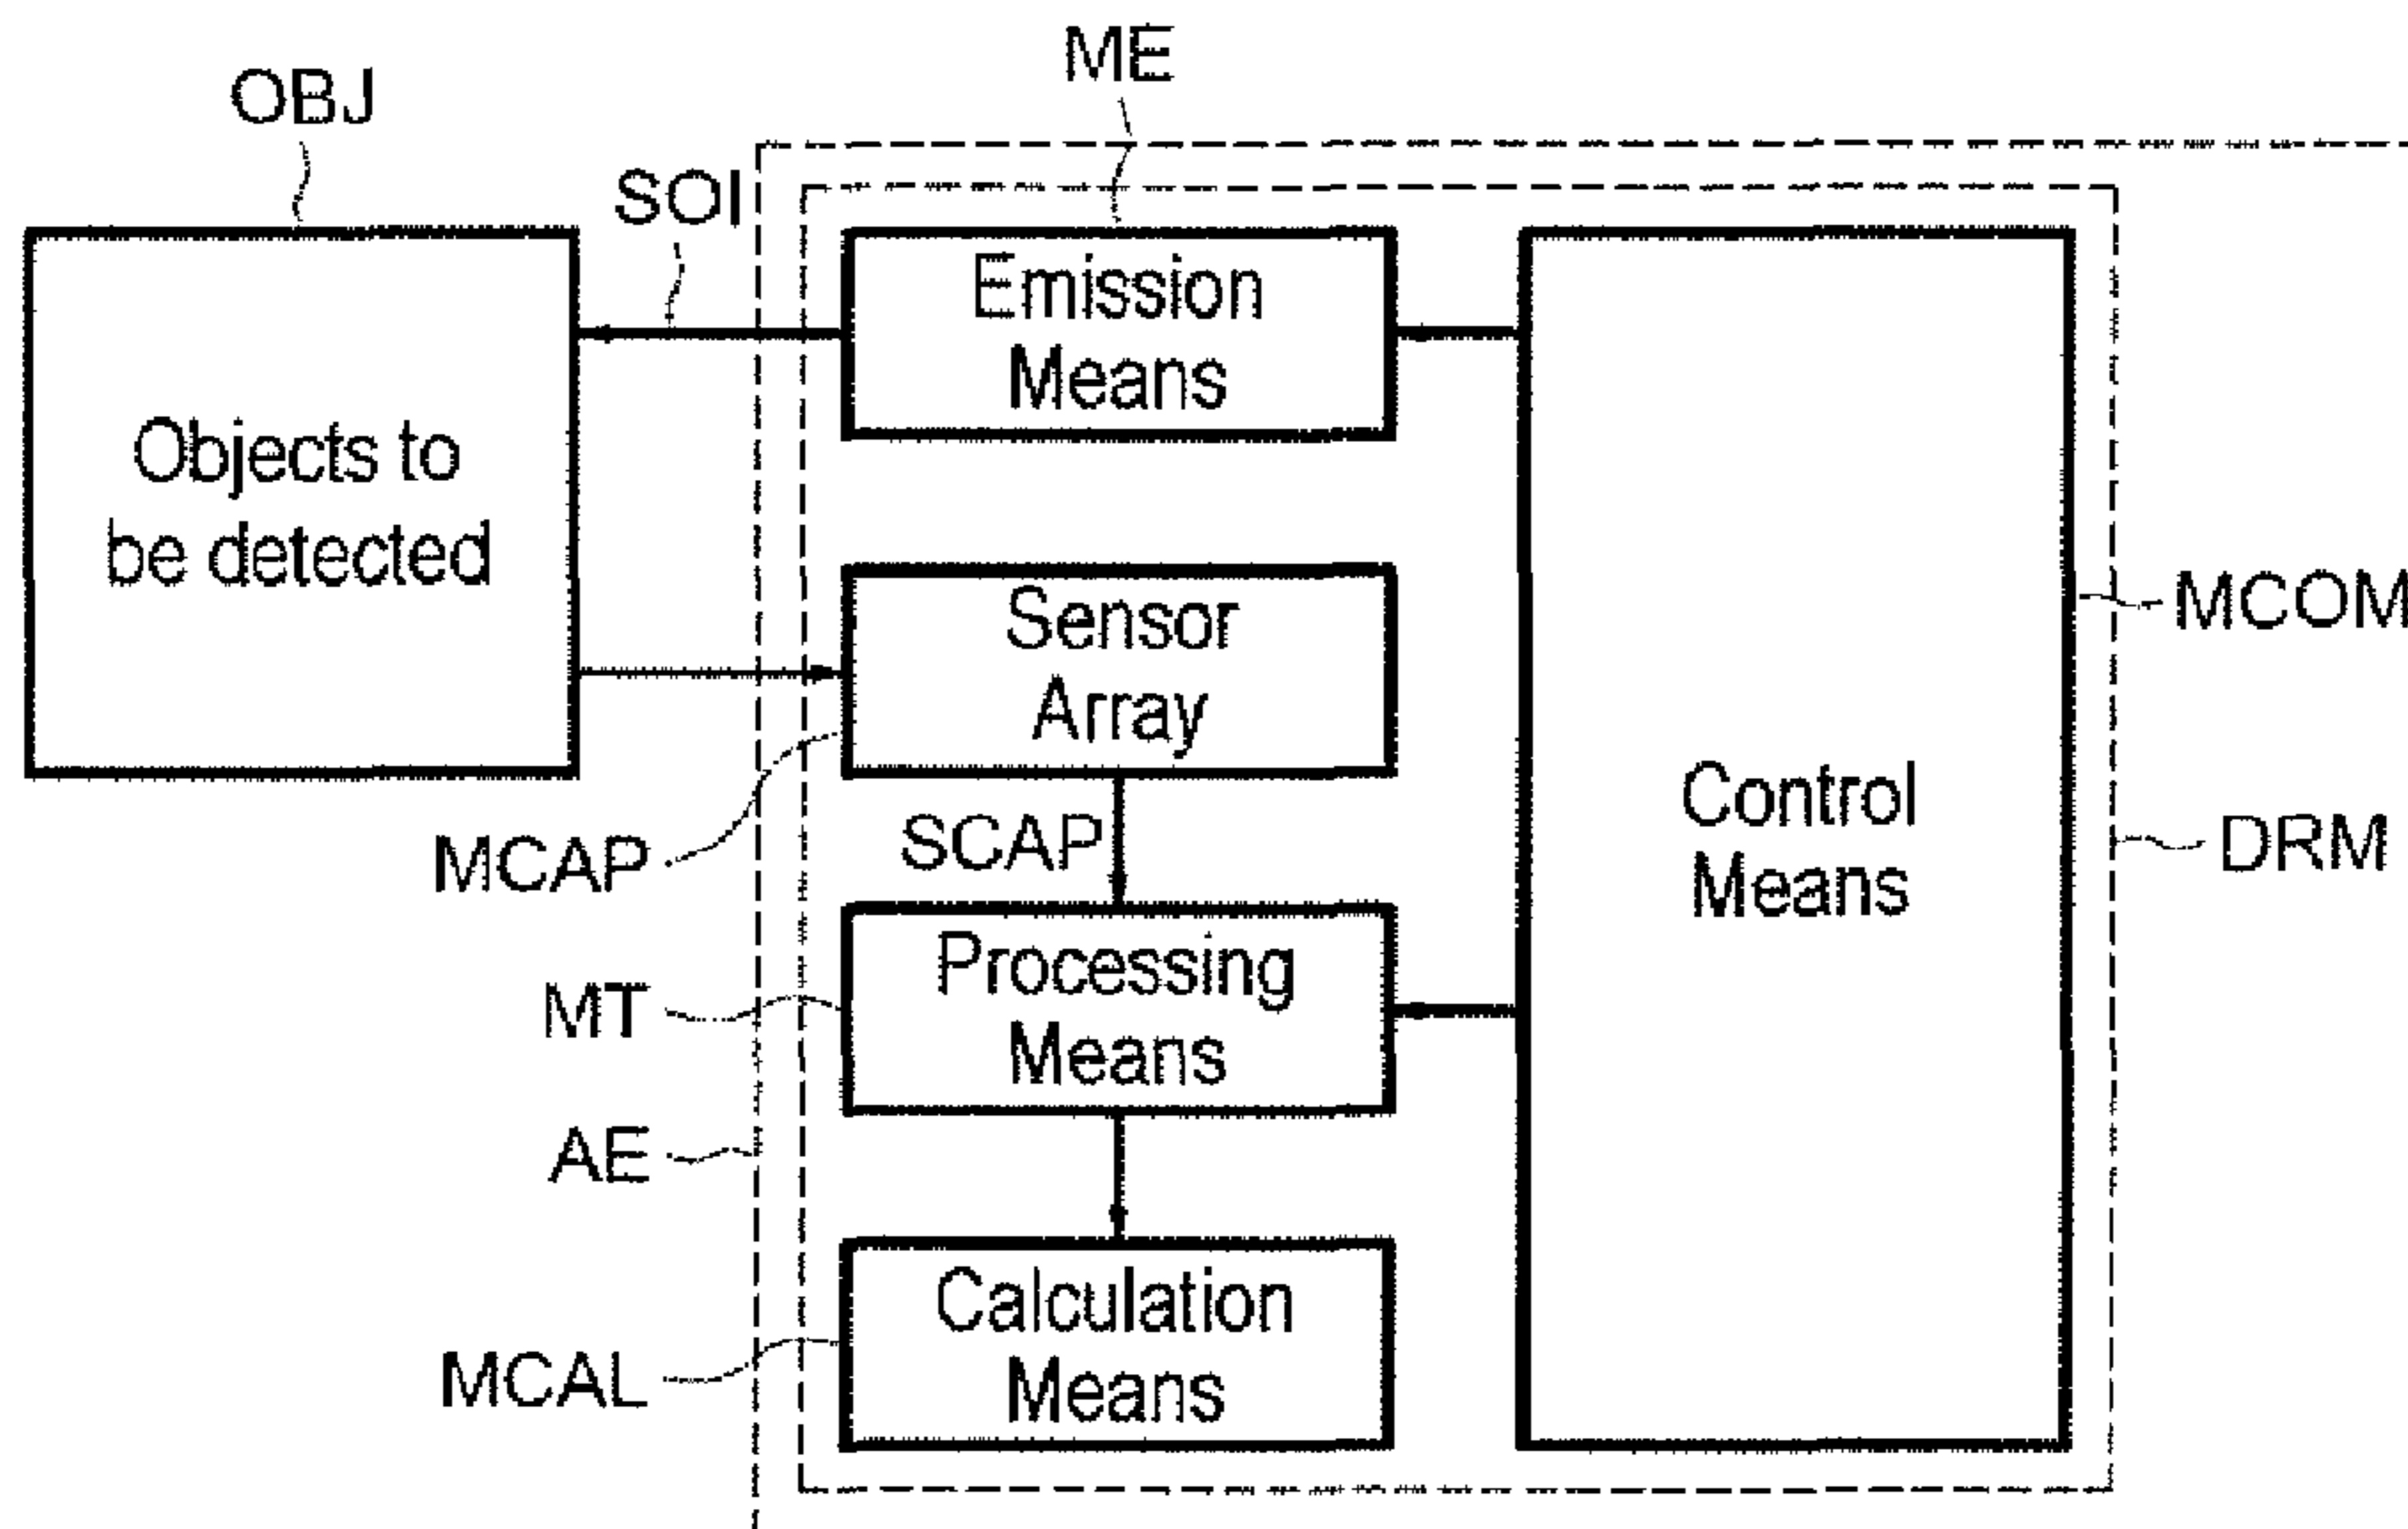 ME
OBJ
SOI
Emission
Means
Objects to
be detected
Sensor
Array
MCOM
Control
Means
MCAP
SCAP
DRM
Processing
Means
MT
AE
Calculation
Means
MCAL